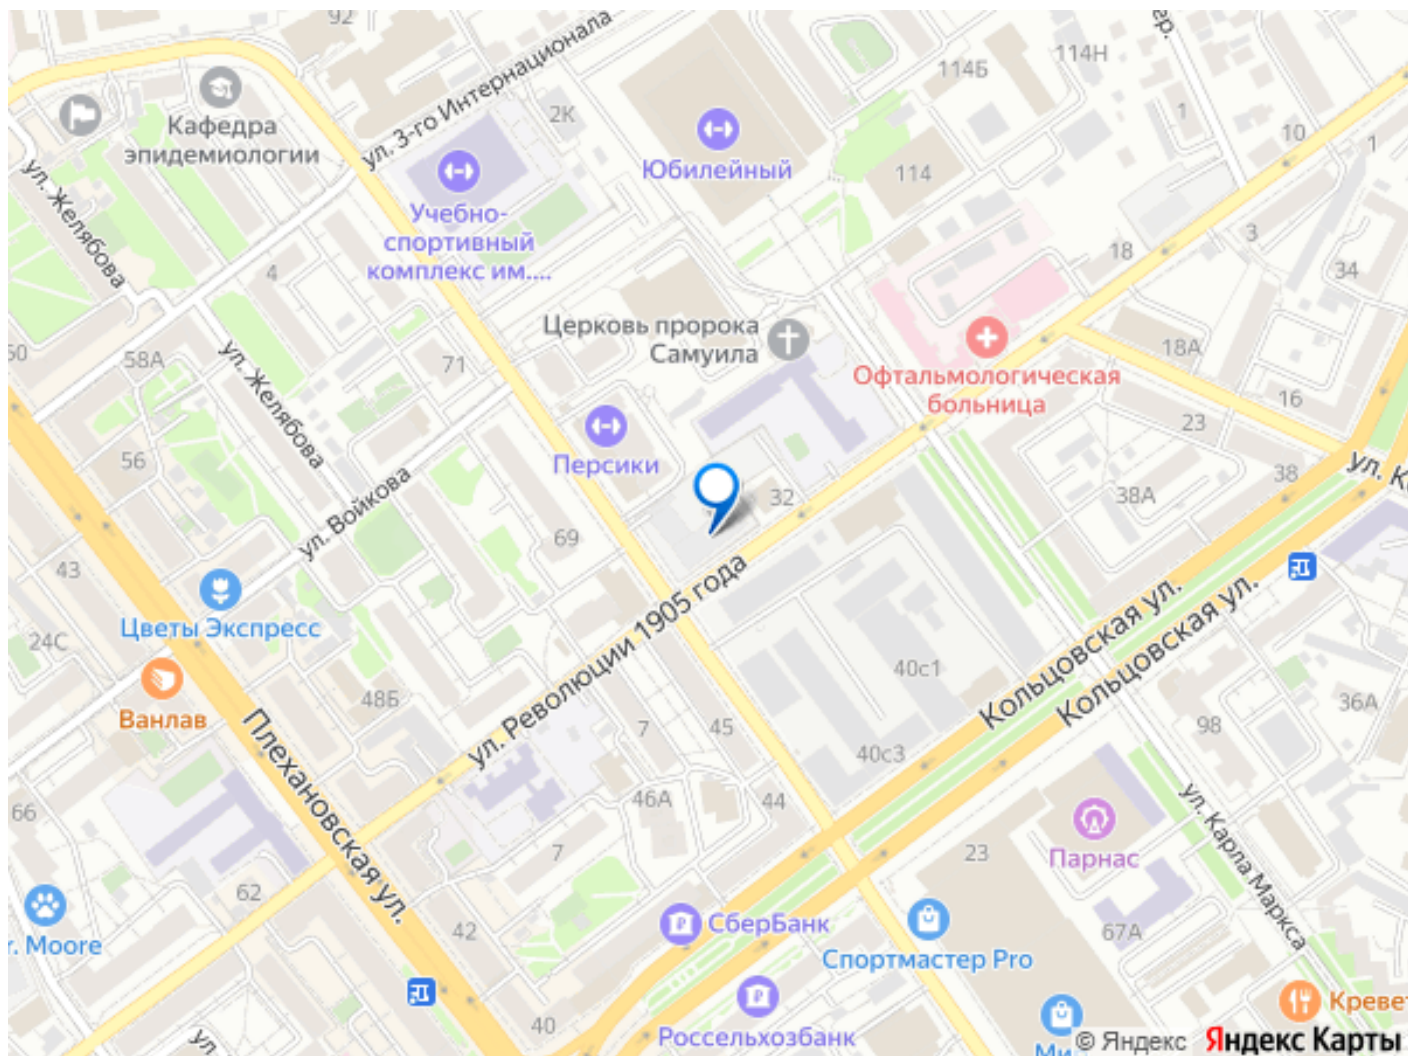 92
ул. 3-го Интернационала
2К
114Б
114Н
пер.
1
10
1
Кафедра
эпидемиологии
ул. Желябова
Учебно-
спортивный
комплекс им....
Юбилейный
114
18
3
34
4
Церковь пророка
Самуила
50
58А
ул. Желябова
71
Офтальмологическая
больница
18А
16
23
Персики
56
ул. Войкова
32
38
38А
ул. К
69
43
ул. Революции 1905 года
Кольцовская ул.
Кольцовская ул.
Цветы Экспресс
24С
Ванлав
48Б
40с1
36А
98
7
45
40с3
Плехановская ул.
46А
44
66
ул. Карла Маркса
7
23
Парнас
62
42
67А
r. Moore
СберБанк
Спортмастер Pro
40
Россельхозбанк
Кревет
Ми
ул.
© Яндекс Яндекс Карты